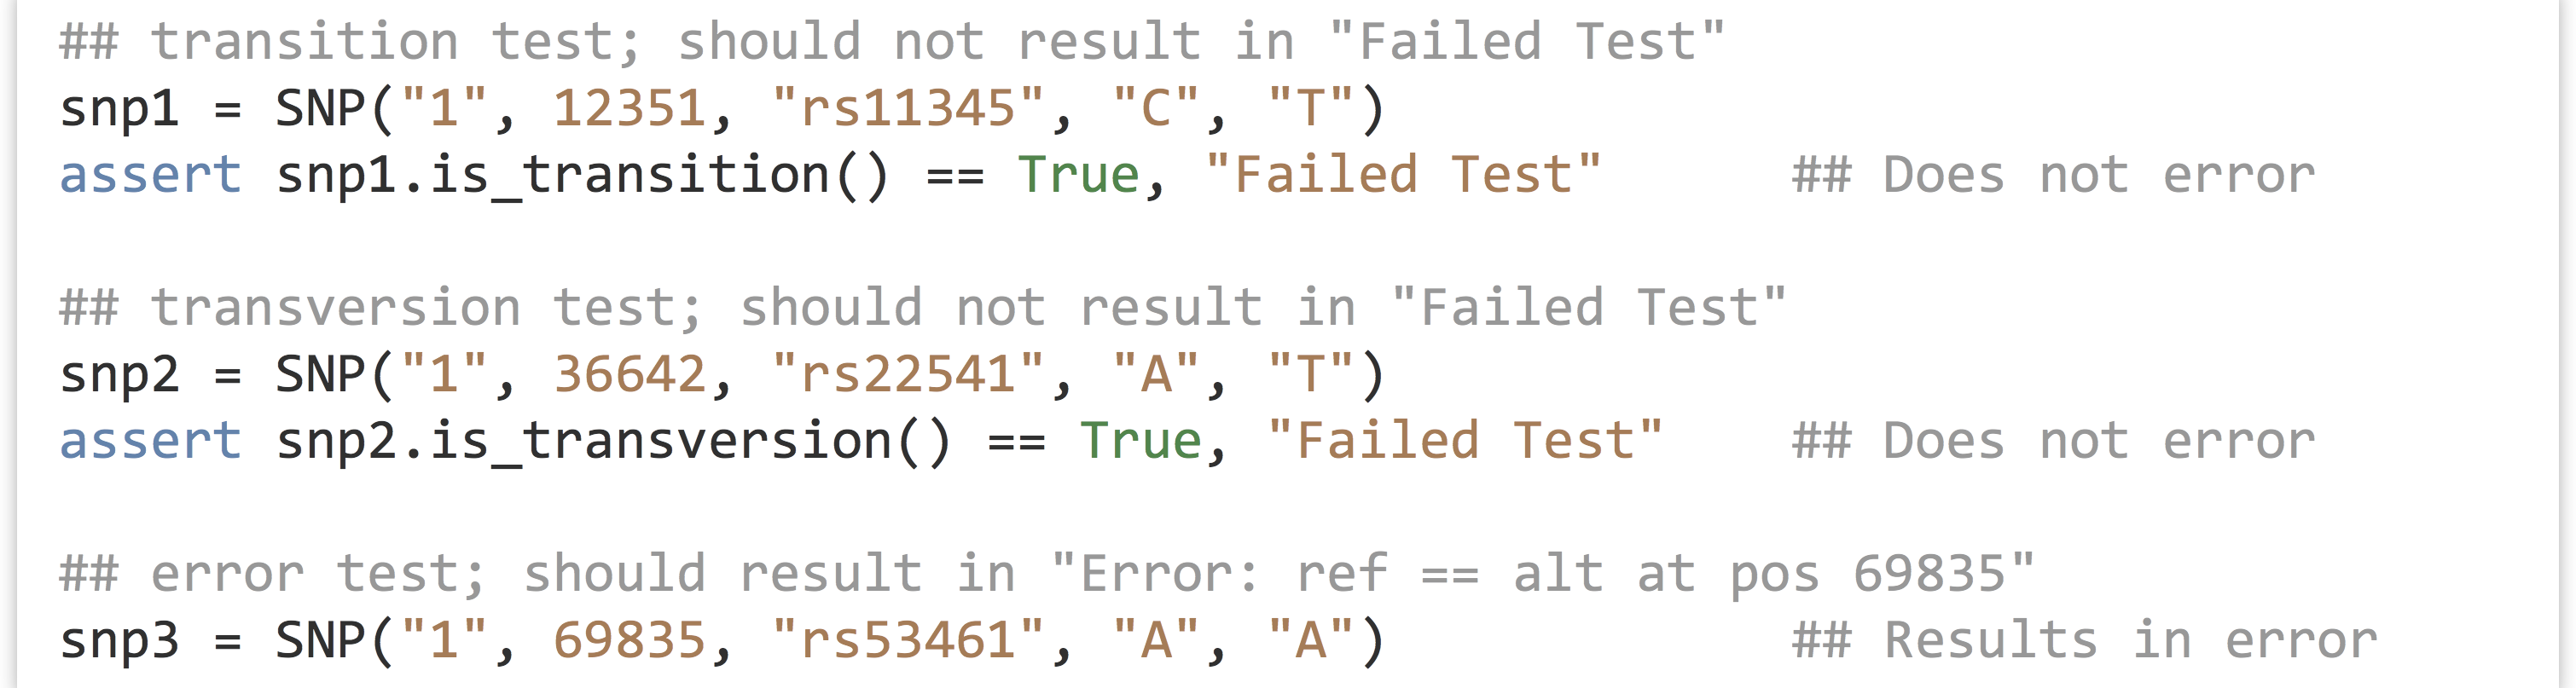 ## transition test; should not result in "Failed Test"
snp1 = SNP("1", 12351, "rs11345", "C", "T")
assert snp1.is_transition() == True, "Failed Test"      ## Does not error
## transversion test; should not result in "Failed Test"
snp2 = SNP("1", 36642, "rs22541", "A", "T")
assert snp2.is_transversion() == True, "Failed Test"    ## Does not error
## error test; should result in "Error: ref == alt at pos 69835"
snp3 = SNP("1", 69835, "rs53461", "A", "A")             ## Results in error